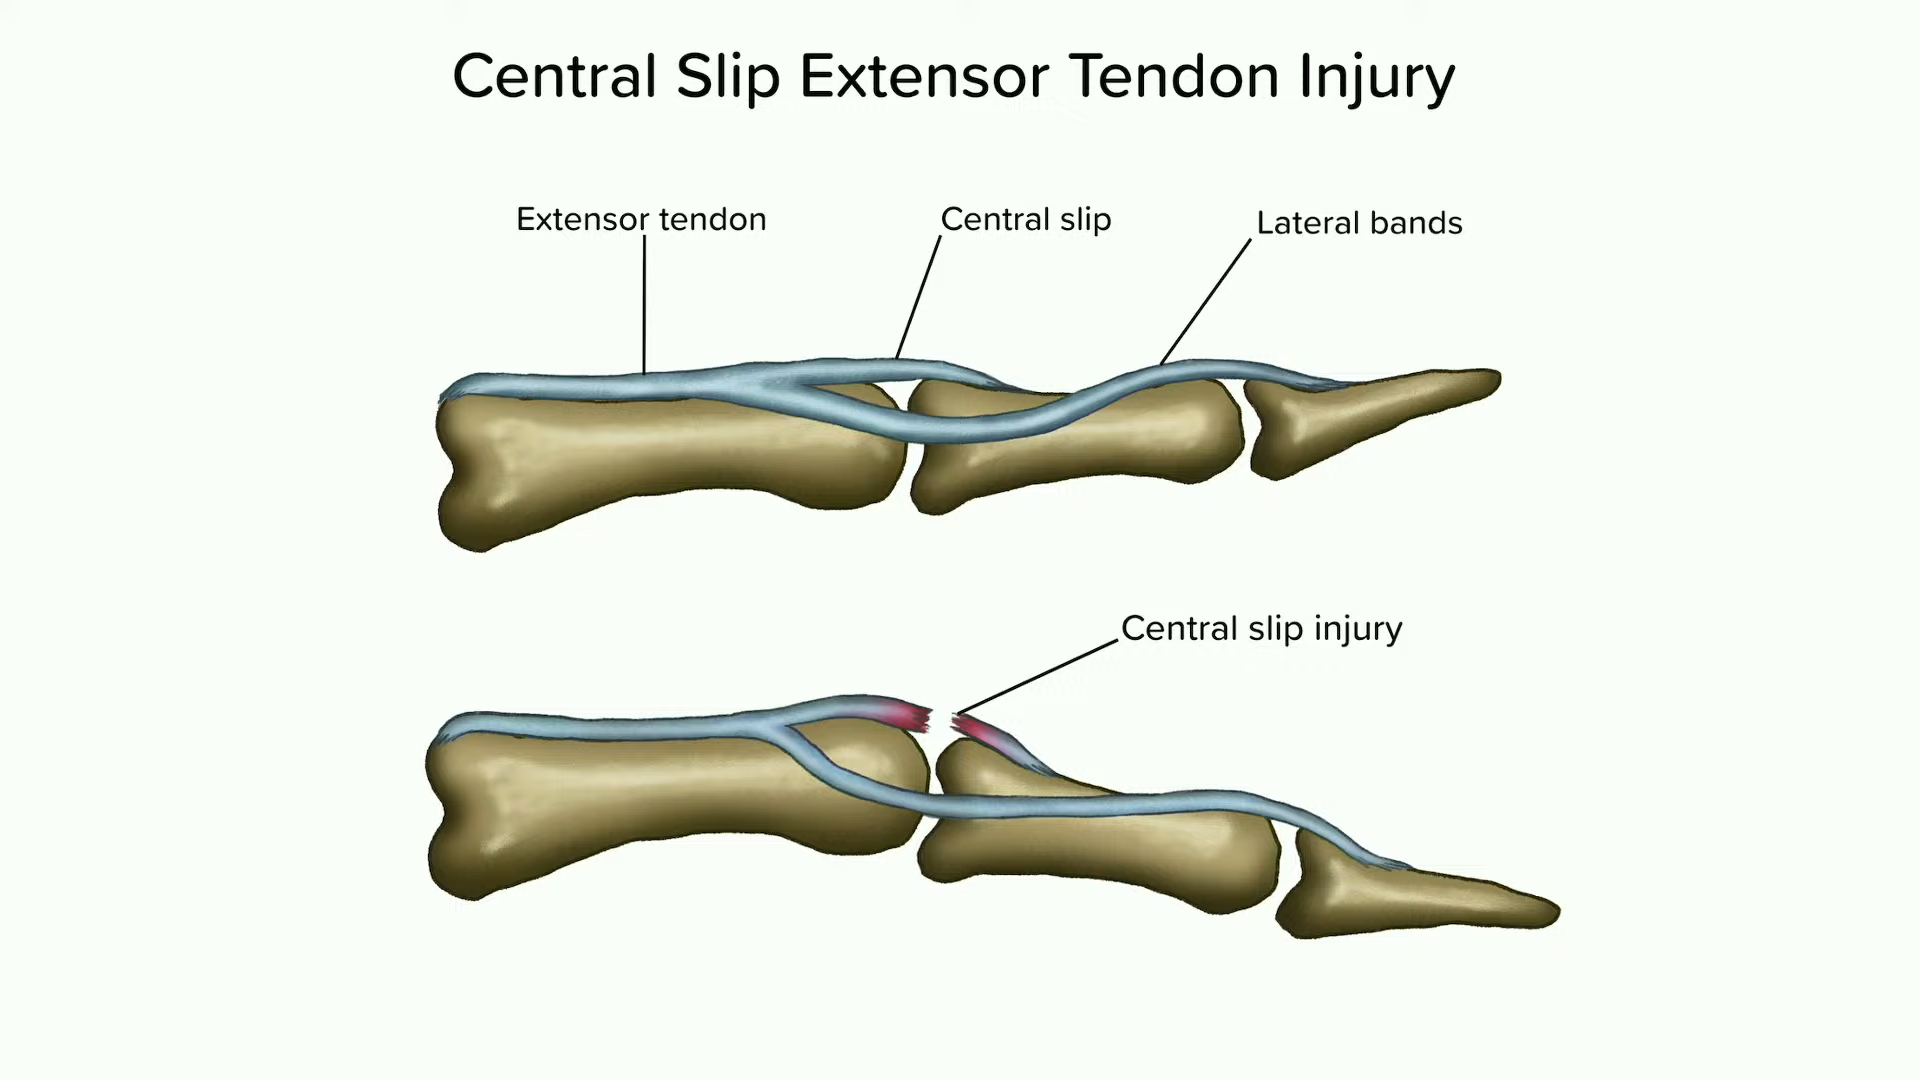 Central Slip Extensor Tendon Injury
Extensor tendon
Central slip
Lateral bands
Central slip injury